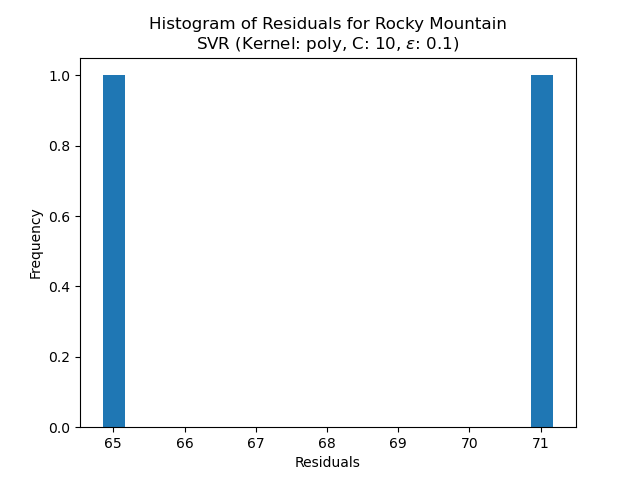 Histogram of Residuals for Rocky Mountain
SVR (Kernel: poly, C: 10, ε: 0.1)
1.0
0.8
0.6
0.4
0.2
0.0
Frequency
65 66 67 68 69 70 71
Residuals